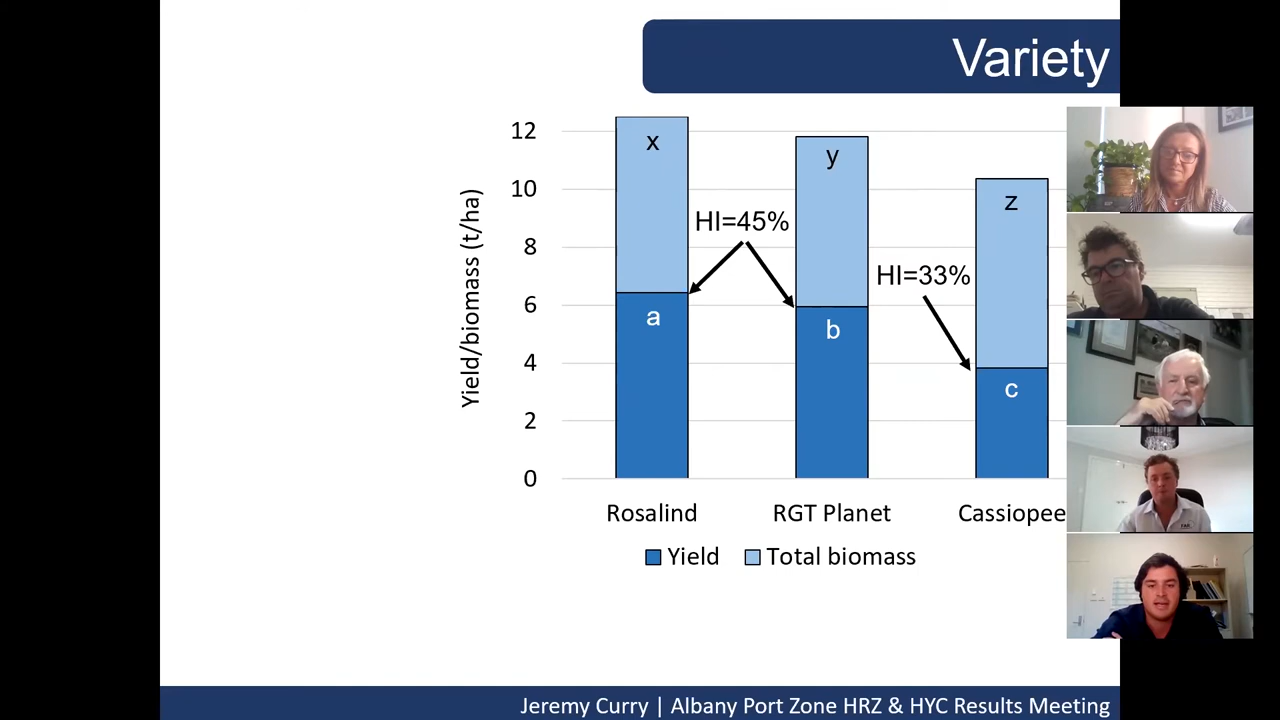 Variety
12
10
8
6
4
2
0
Yield/biomass (t/ha)
x
y
z
HI=45%
HI=33%
a
b
c
Rosalind
RGT Planet
Cassiopee
Yield
Total biomass
Jeremy Curry | Albany Port Zone HRZ & HYC Results Meeting